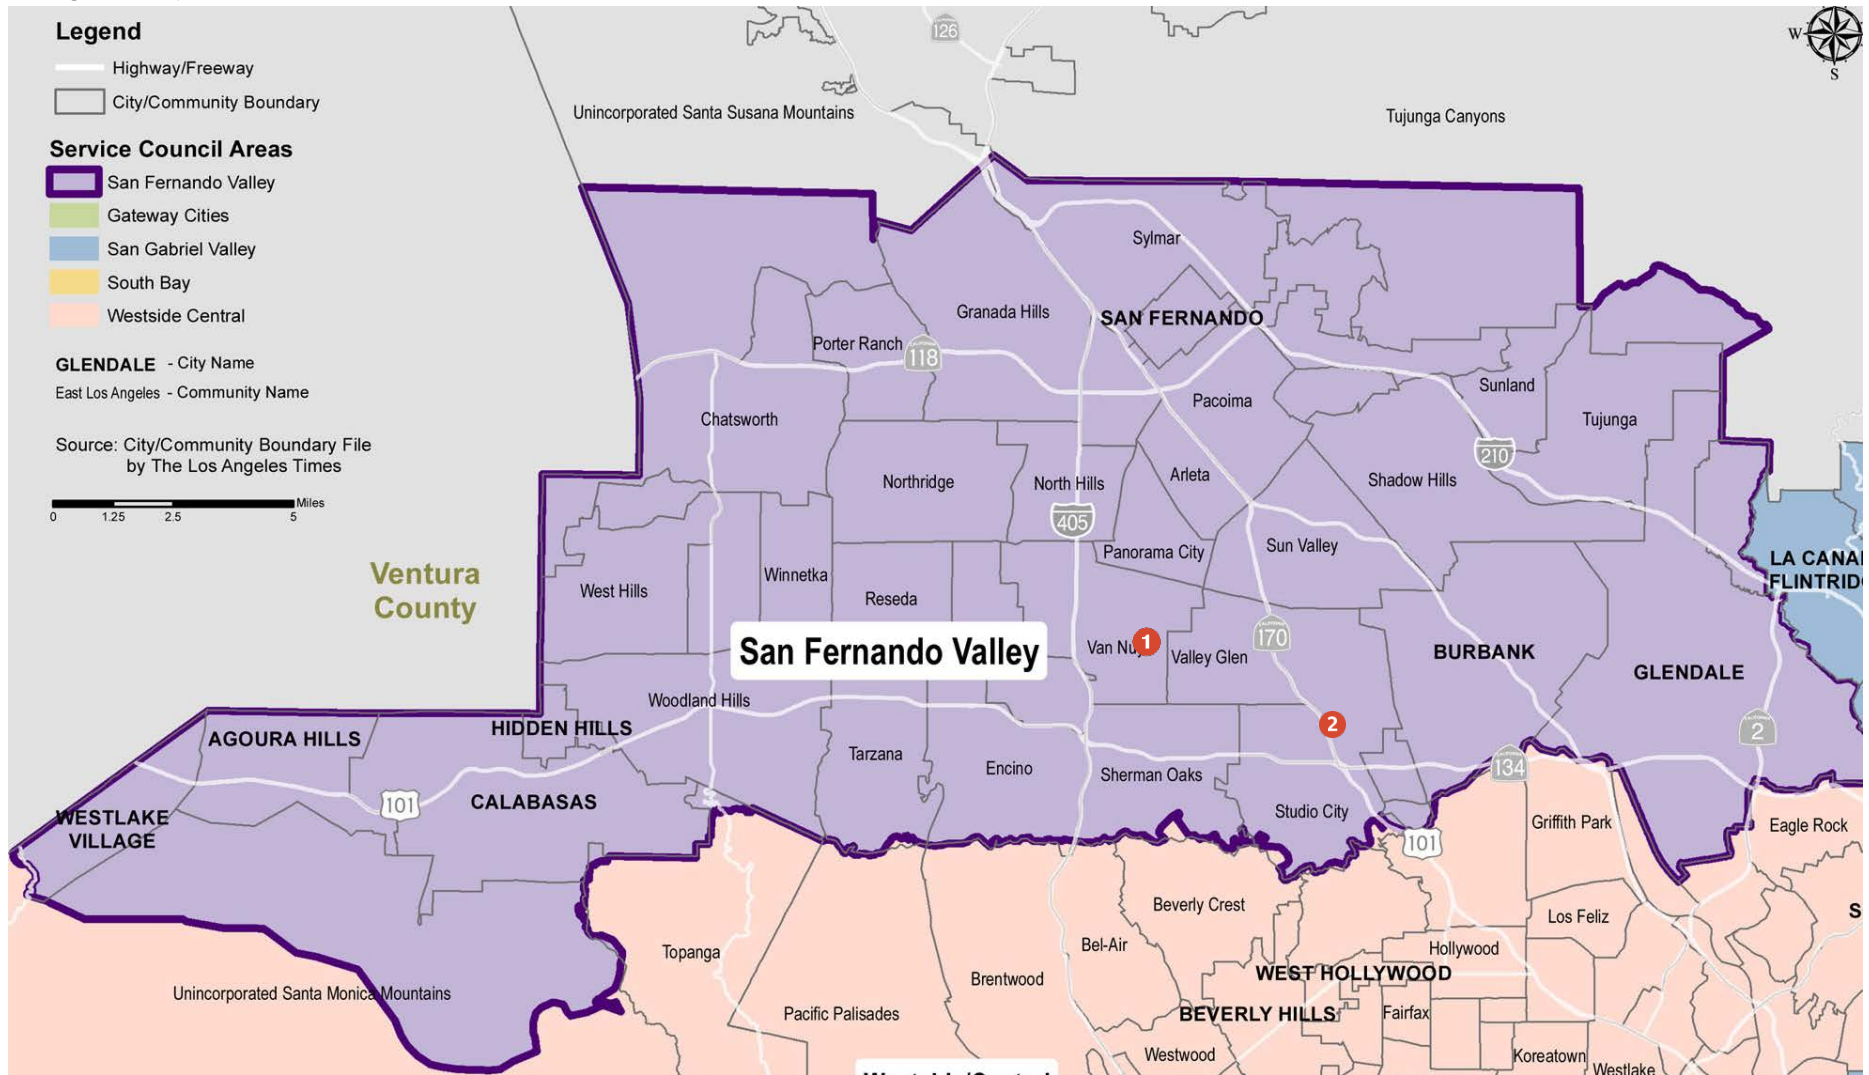 Legend
Highway/Freeway
City/Community Boundary
Service Council Areas
San Fernando Valley
Gateway Cities
San Gabriel Valley
South Bay
Westside Central
GLENDALE - City Name
East Los Angeles - Community Name
Source: City/Community Boundary File
by The Los Angeles Times
Miles
0 1.25 2.5 5
W
S
126
Unincorporated Santa Susana Mountains
Tujunga Canyons
Sylmar
Granada Hills
SAN FERNANDO
Porter Ranch
118
Chatsworth
Pacoima
Sunland
Tujunga
210
Northridge
North Hills
Arleta
Shadow Hills
405
Panorama City
Sun Valley
Ventura
County
West Hills
Winnetka
Reseda
LA CANA
FLINTRID
San Fernando Valley
Van Nuy
1
Valley Glen
170
BURBANK
GLENDALE
Woodland Hills
2
2
AGOURA HILLS
HIDDEN HILLS
Tarzana
Encino
Sherman Oaks
134
101
CALABASAS
WESTLAKE
VILLAGE
Studio City
101
Griffith Park
Eagle Rock
Beverly Crest
Los Feliz
S
Topanga
Bel-Air
Hollywood
Brentwood
WEST HOLLYWOOD
Unincorporated Santa Monica Mountains
Pacific Palisades
BEVERLY HILLS
Fairfax
Westwood
Koreatown
Westlake